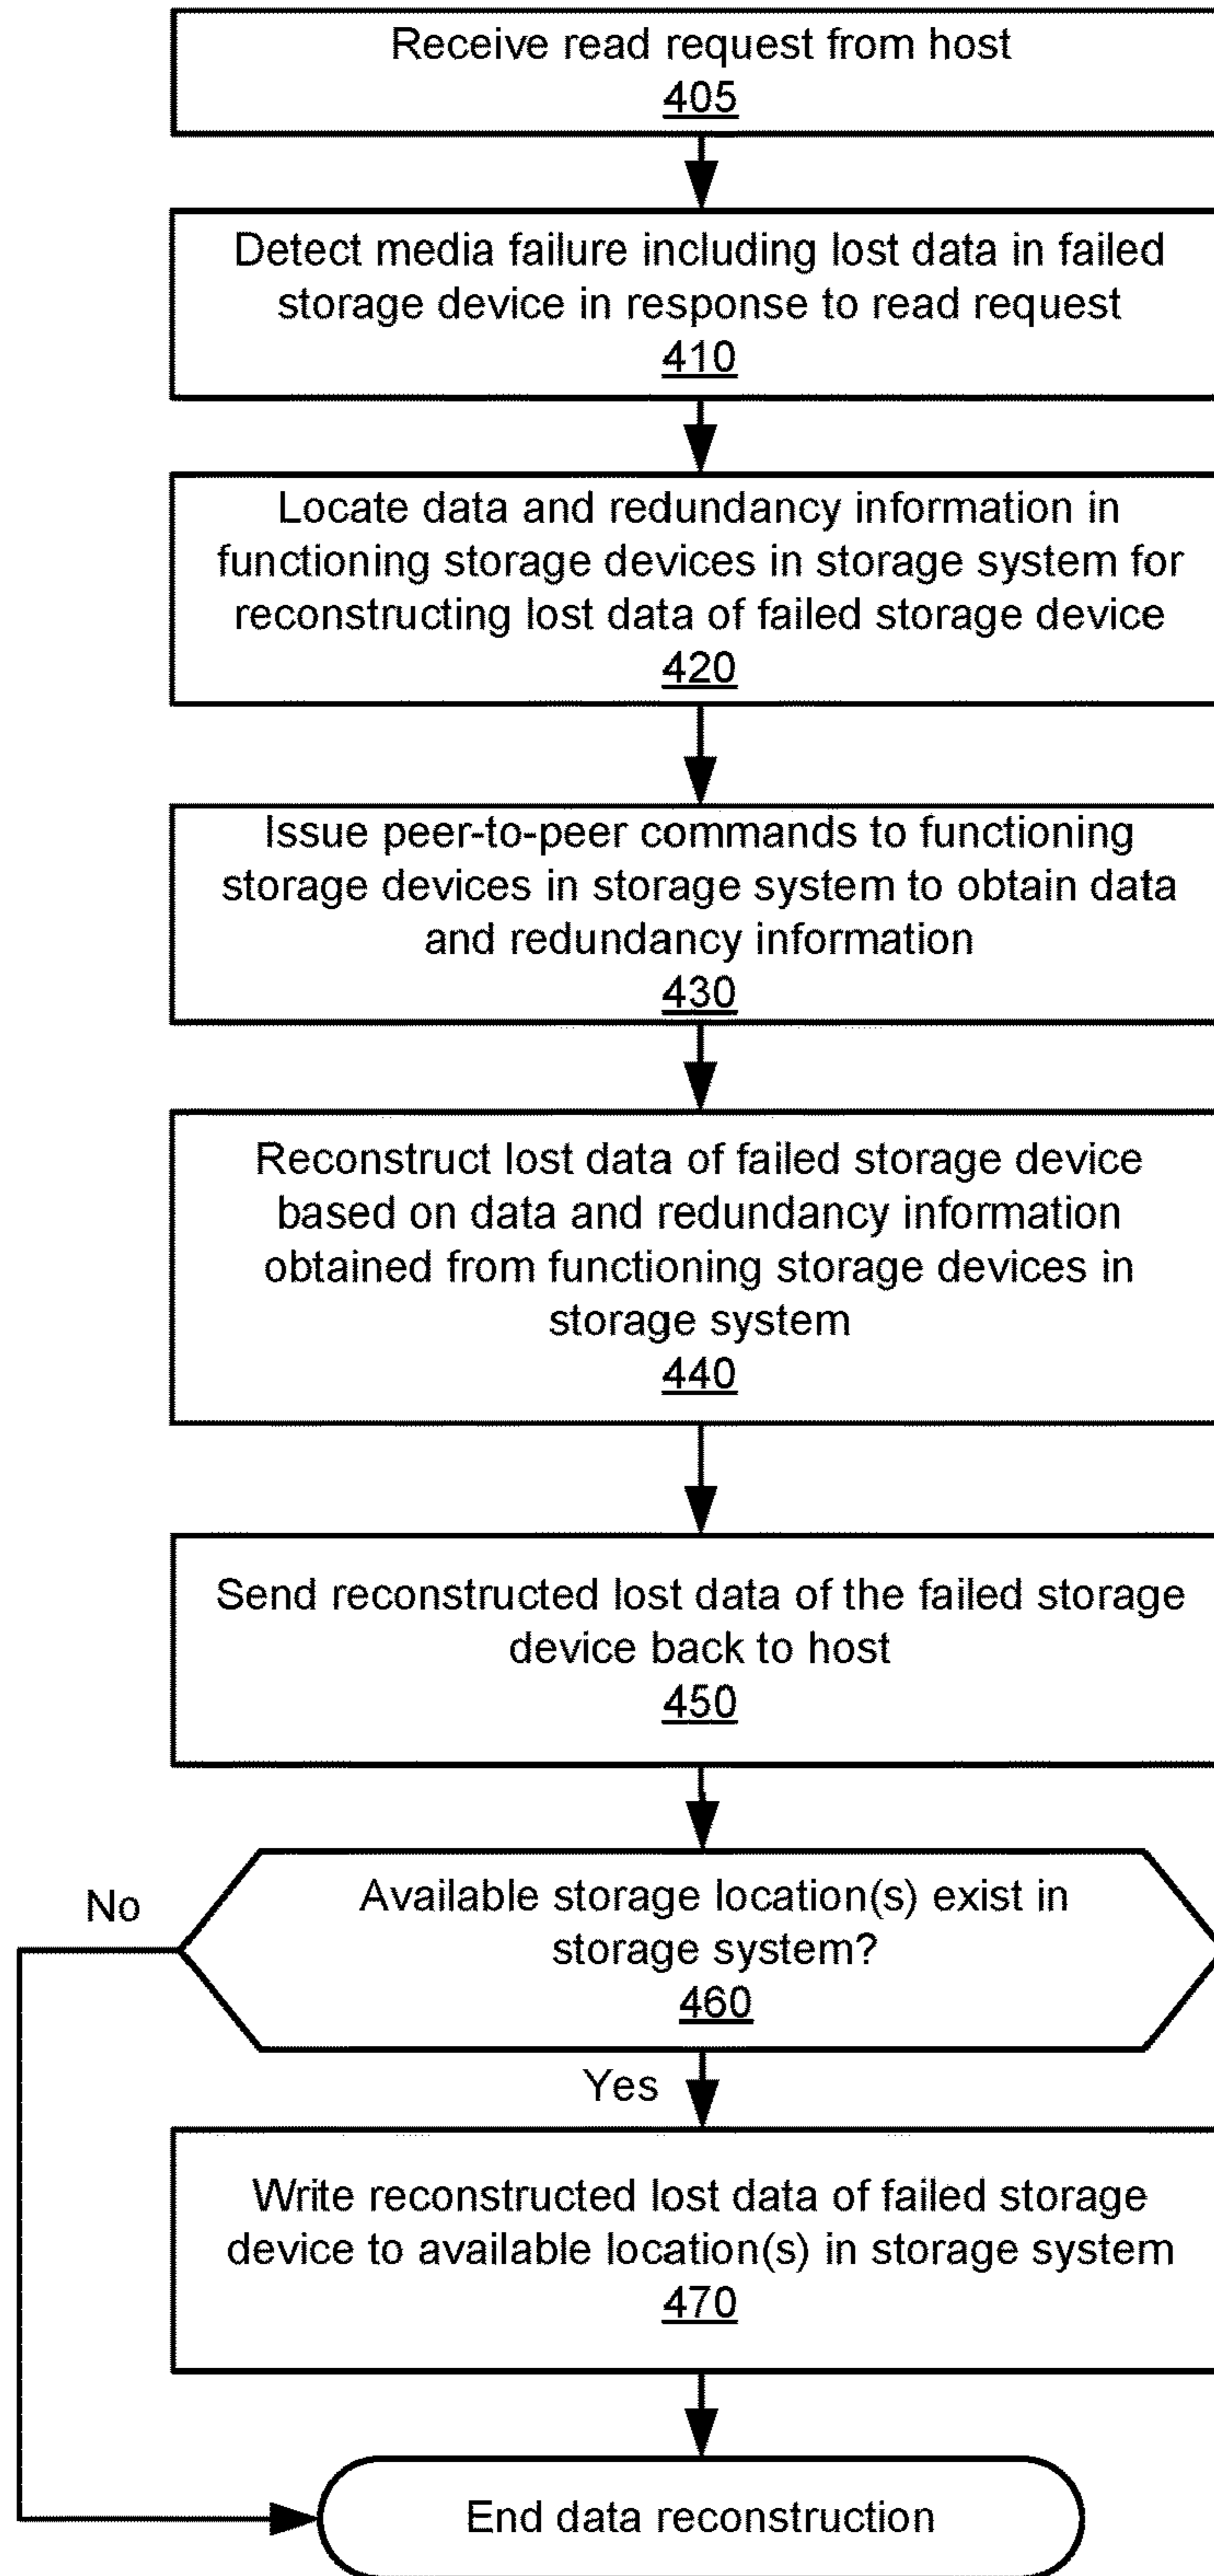 Receive read request from host
405
Detect media failure including lost data in failed
storage device in response to read request
410
Locate data and redundancy information in
functioning storage devices in storage system for
reconstructing lost data of failed storage device
420
Issue peer-to-peer commands to functioning
storage devices in storage system to obtain data
and redundancy information
430
Reconstruct lost data of failed storage device
based on data and redundancy information
obtained from functioning storage devices in
storage system
440
Send reconstructed lost data of the failed storage
device back to host
450
No
Available storage location(s) exist in
storage system?
460
Yes
Write reconstructed lost data of failed storage
device to available location(s) in storage system
470
End data reconstruction